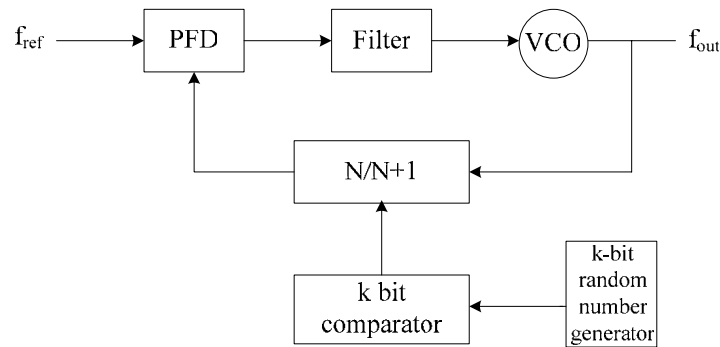 f_ref
PFD
Filter
VCO
f_out
N/N+1
k bit
comparator
k-bit
random
number
generator